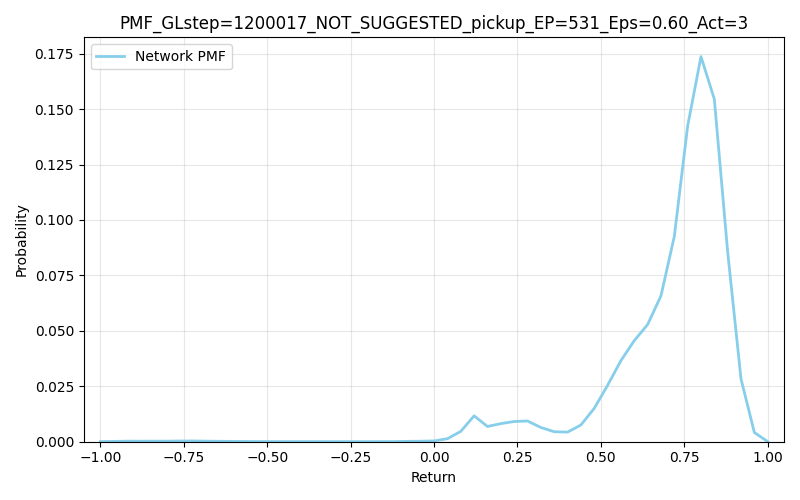 PMF_GLstep=1200017_NOT_SUGGESTED_pickup_EP=531_Eps=0.60_Act=3
Network PMF
0.175
0.150
0.125
0.100
0.075
0.050
0.025
0.000
Probability
−1.00 −0.75 −0.50 −0.25 0.00 0.25 0.50 0.75 1.00
Return